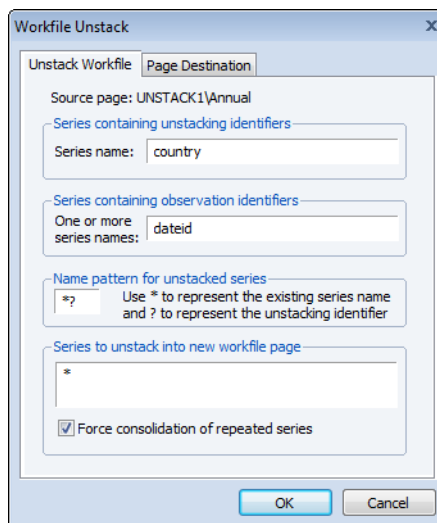 Workfile Unstack
Unstack Workfile Page Destination
Source page: UNSTACK1\Annual
Series containing unstacking identifiers
Series name: country
Series containing observation identifiers
One or more
series names: dateid
Name pattern for unstacked series
*? Use * to represent the existing series name
and ? to represent the unstacking identifier
Series to unstack into new workfile page
*
Force consolidation of repeated series
OK Cancel